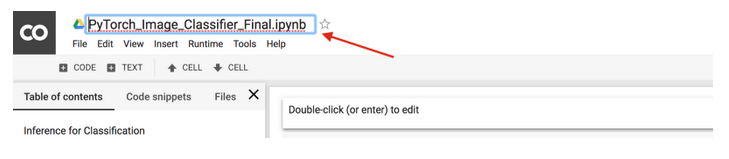 CO
PyTorch_Image_Classifier_Final.ipynb
File Edit View Insert Runtime Tools Help
CODE TEXT CELL CELL
Table of contents Code snippets Files
Double-click (or enter) to edit
Inference for Classification